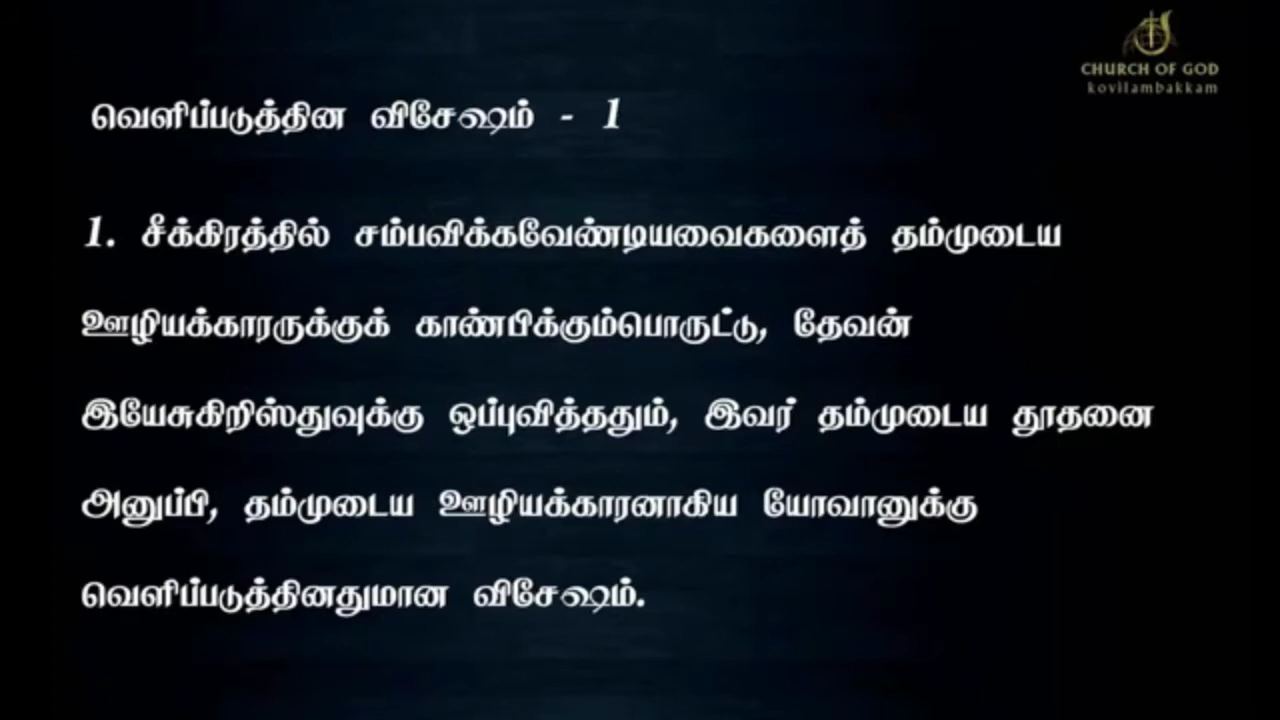 CHURCH OF GOD
kovilambakkam
வெளிப்படுத்தின விசேஷம் - 1
1. சீக்கிரத்தில் சம்பவிக்கவேண்டியவைகளைத் தம்முடைய
ஊழியக்காரருக்குக் காண்பிக்கும்பொருட்டு, தேவன்
இயேசுகிறிஸ்துவுக்கு ஒப்புவித்ததும், இவர் தம்முடைய தூதனை
அனுப்பி, தம்முடைய ஊழியக்காரனாகிய யோவானுக்கு
வெளிப்படுத்தினதுமான விசேஷம்.